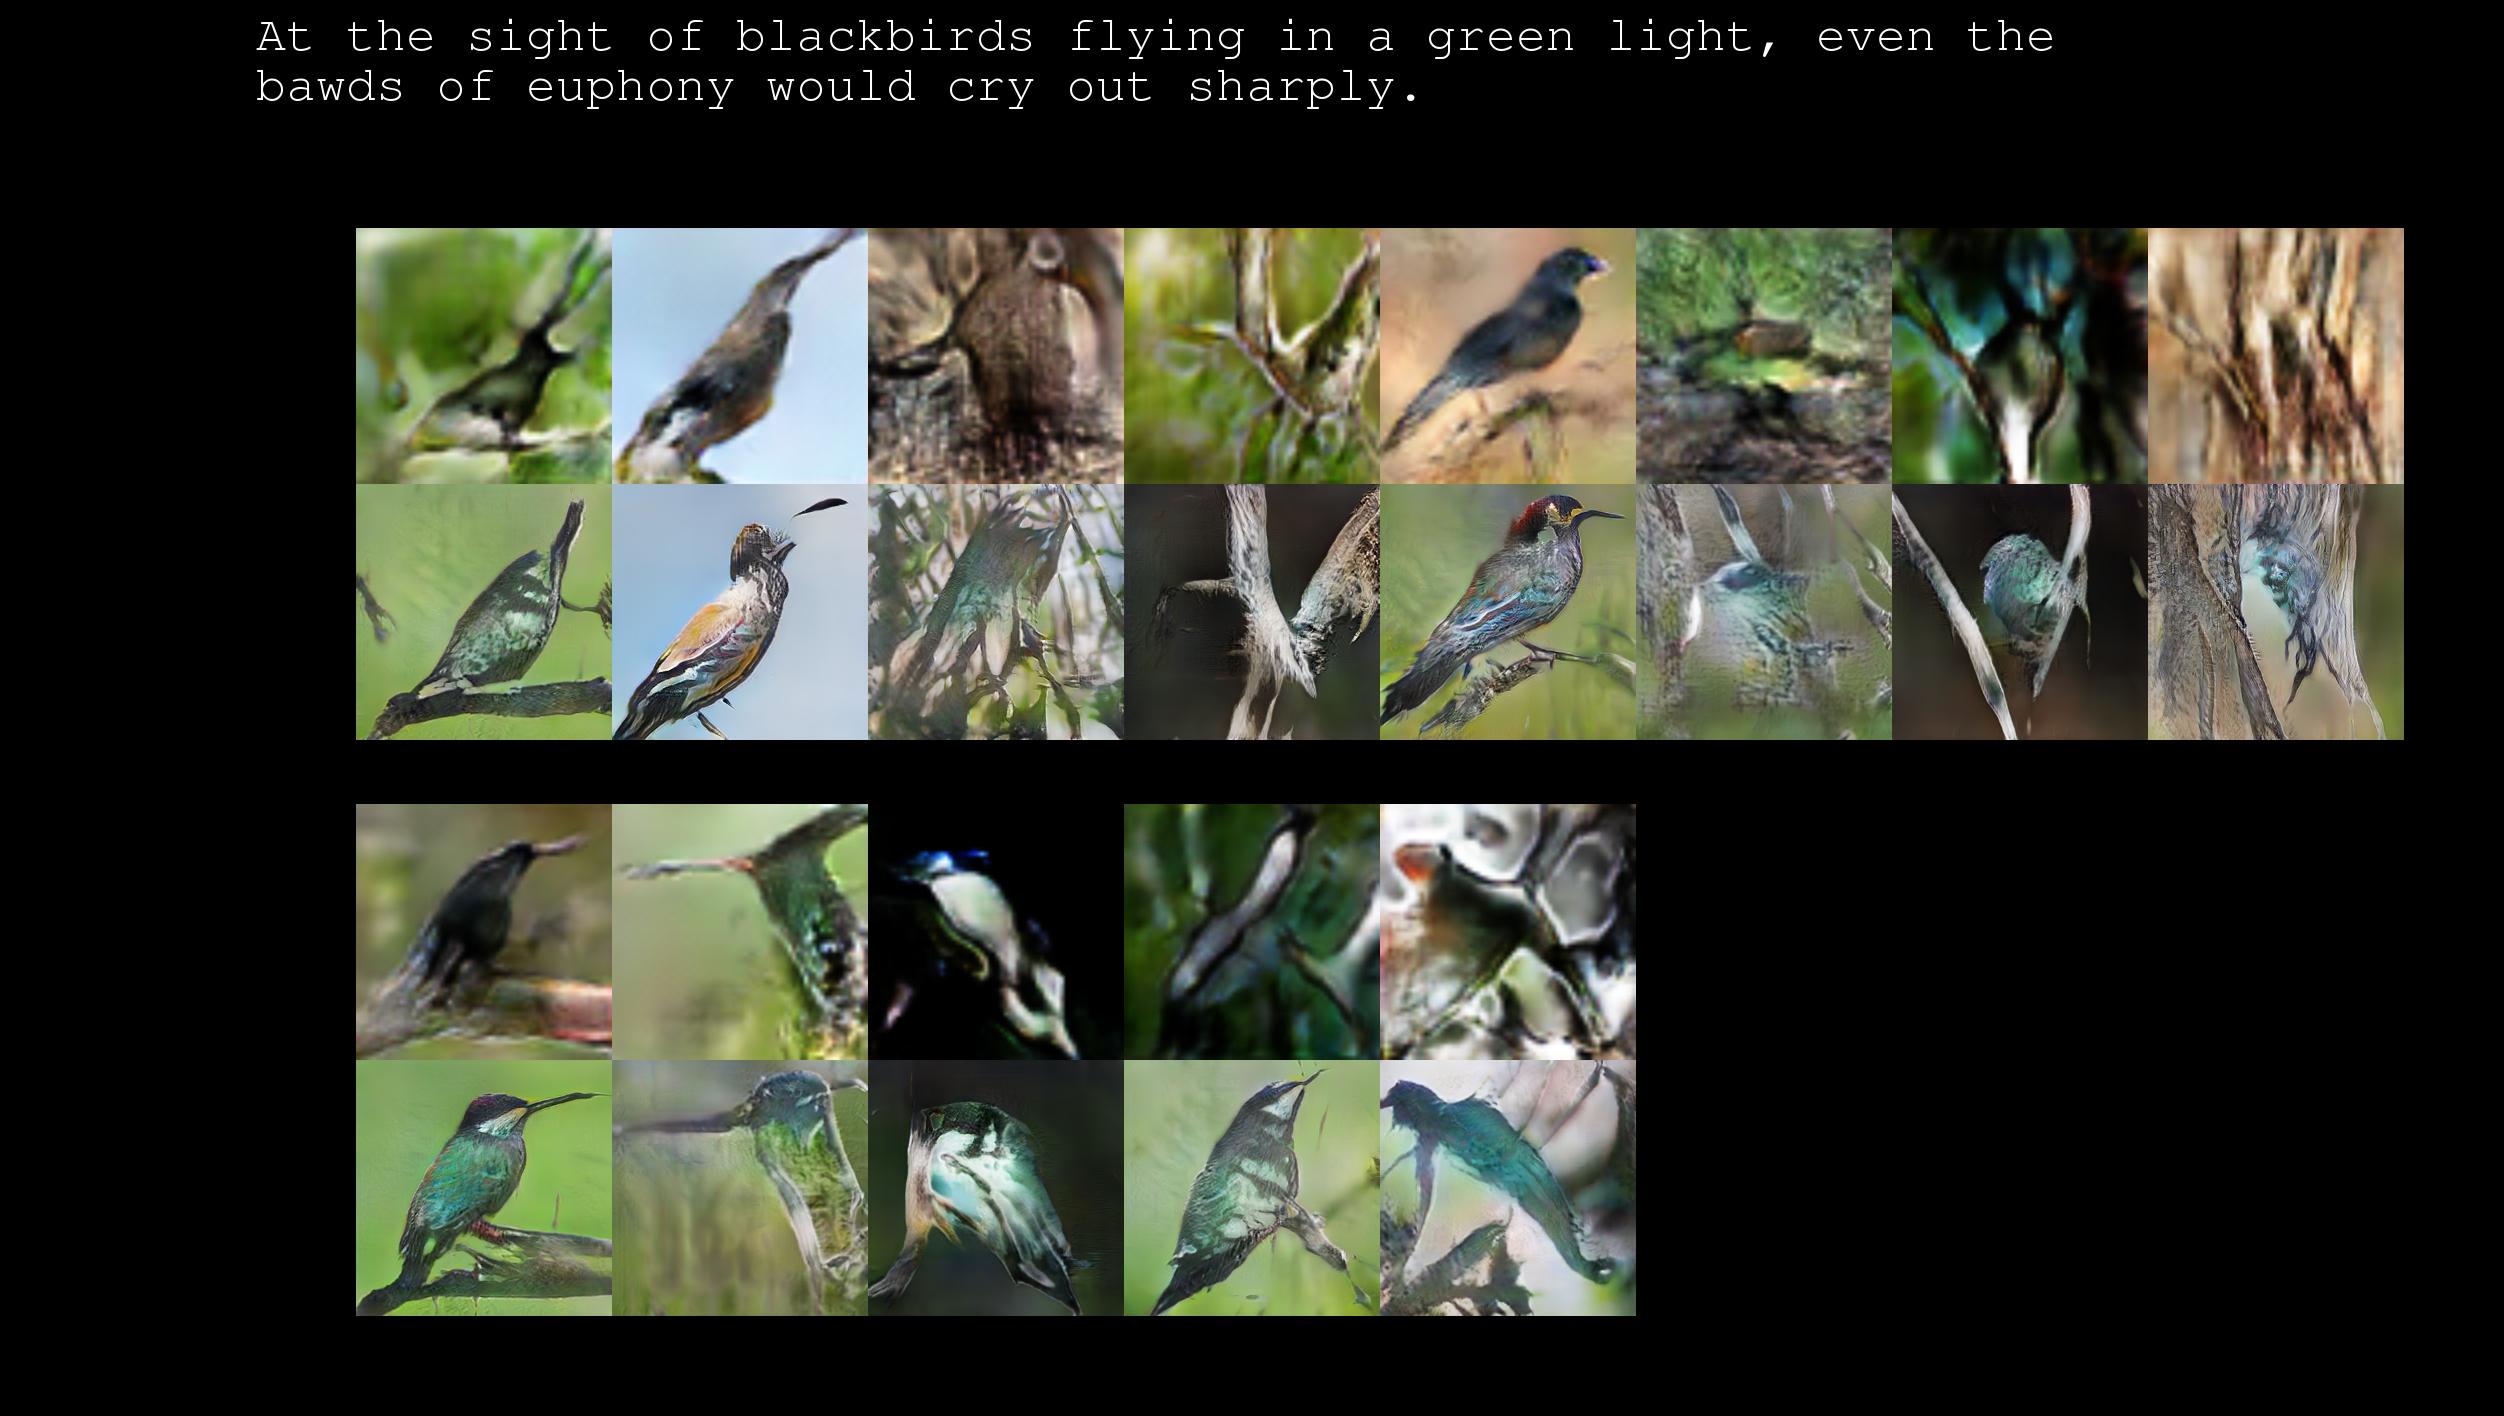 At the sight of blackbirds flying in a green light, even the
bawds of euphony would cry out sharply.